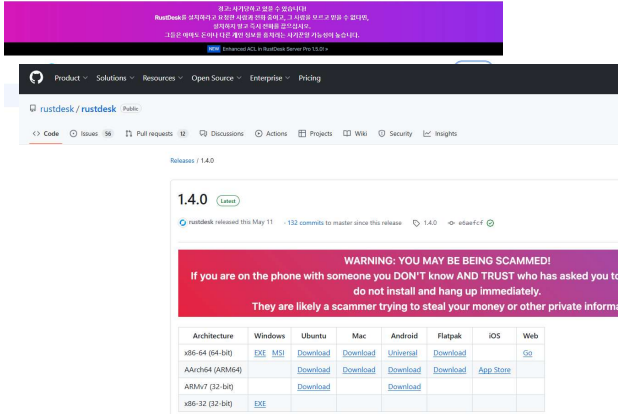 경고: 사기당하고 있을 수 있습니다!
RustDesk를 설치하라고 요청한 사람과 전화 중이고, 그 사람을 모르고 믿을 수 없다면,
설치하지 말고 즉시 전화를 끊으십시오.
그들은 아마도 돈이나 다른 개인 정보를 훔치려는 사기꾼일 가능성이 높습니다.
NEW Enhanced ACL in RustDesk Server Pro 1.5.0! >
Product Solutions Resources Open Source Enterprise Pricing
rustdesk / rustdesk Public
Code Issues 56 Pull requests 12 Discussions Actions Projects Wiki Security Insights
Releases / 1.4.0
1.4.0 Latest
rustdesk released this May 11 · 132 commits to master since this release 1.4.0 e6aefcf
WARNING: YOU MAY BE BEING SCAMMED!
If you are on the phone with someone you DON'T know AND TRUST who has asked you to
do not install and hang up immediately.
They are likely a scammer trying to steal your money or other private informa
Architecture Windows Ubuntu Mac Android Flatpak iOS Web
x86-64 (64-bit) EXE MSI Download Download Universal Download Go
AArch64 (ARM64) Download Download Download Download App Store
ARMv7 (32-bit) Download Download
x86-32 (32-bit) EXE